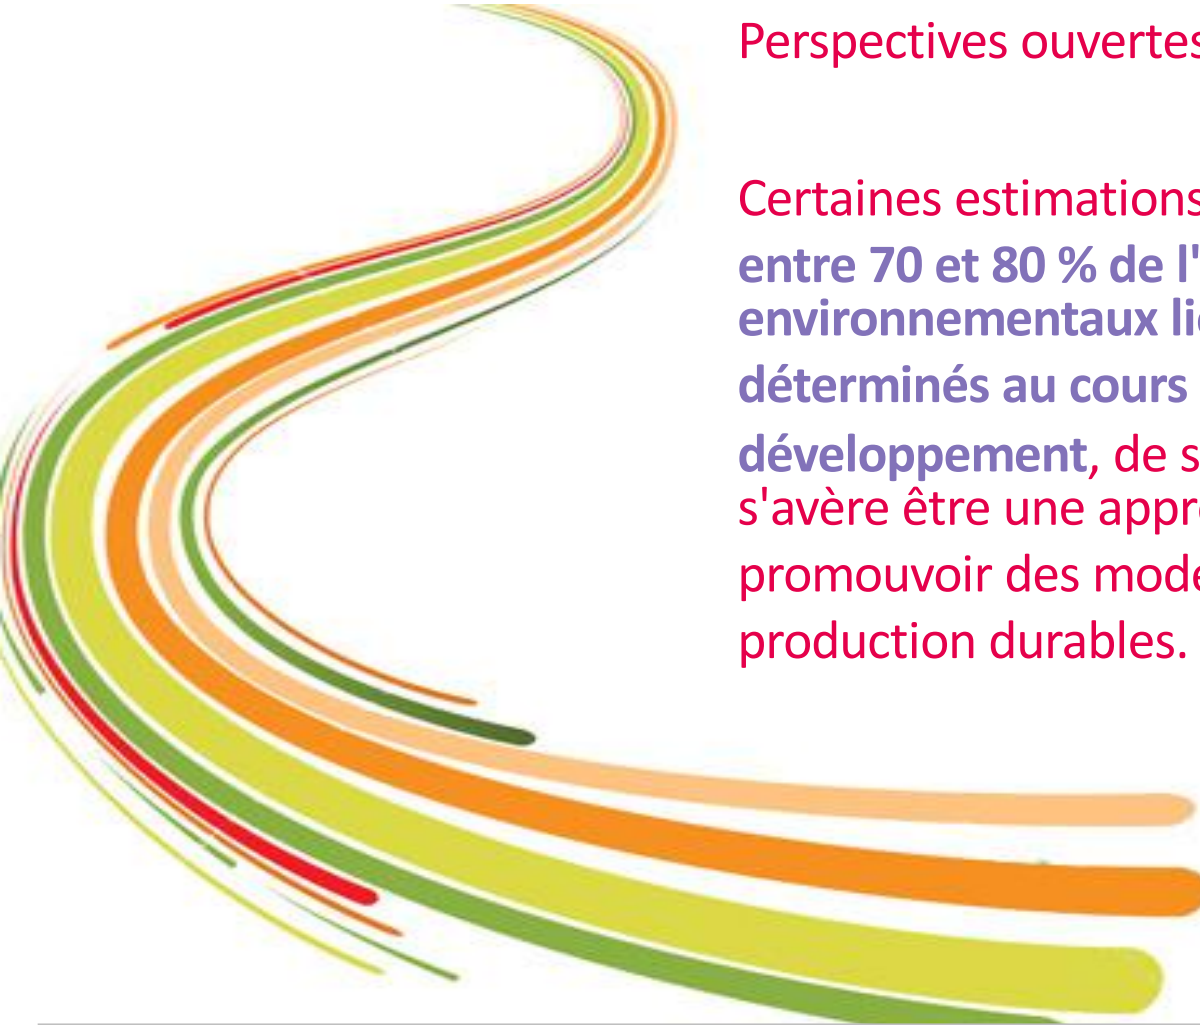 Perspectives ouvertes
Certaines estimations
entre 70 et 80 % de l'
environnementaux li
déterminés au cours
développement, de s
s'avère être une appr
promouvoir des mod
production durables.